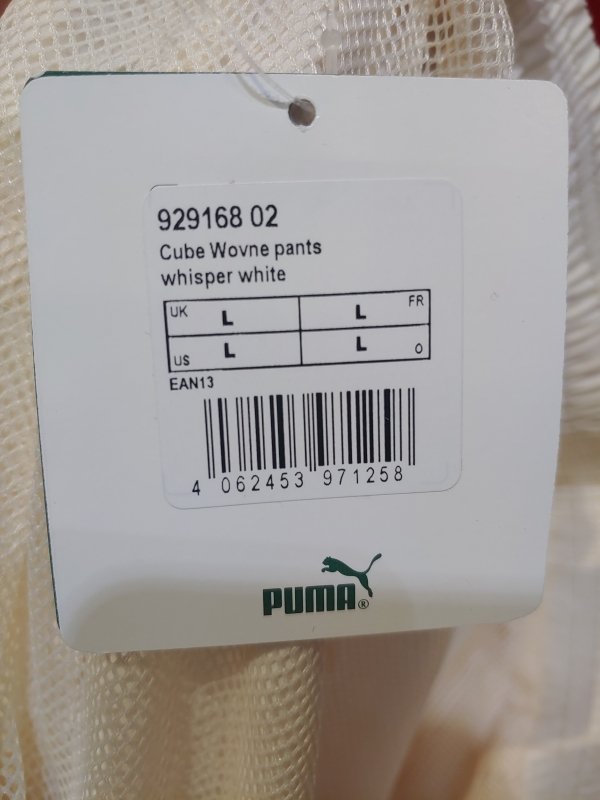 929168 02
Cube Wovne pants
whisper white
UK L L FR
US L L O
EAN13
4 062453 971258
PUMA®